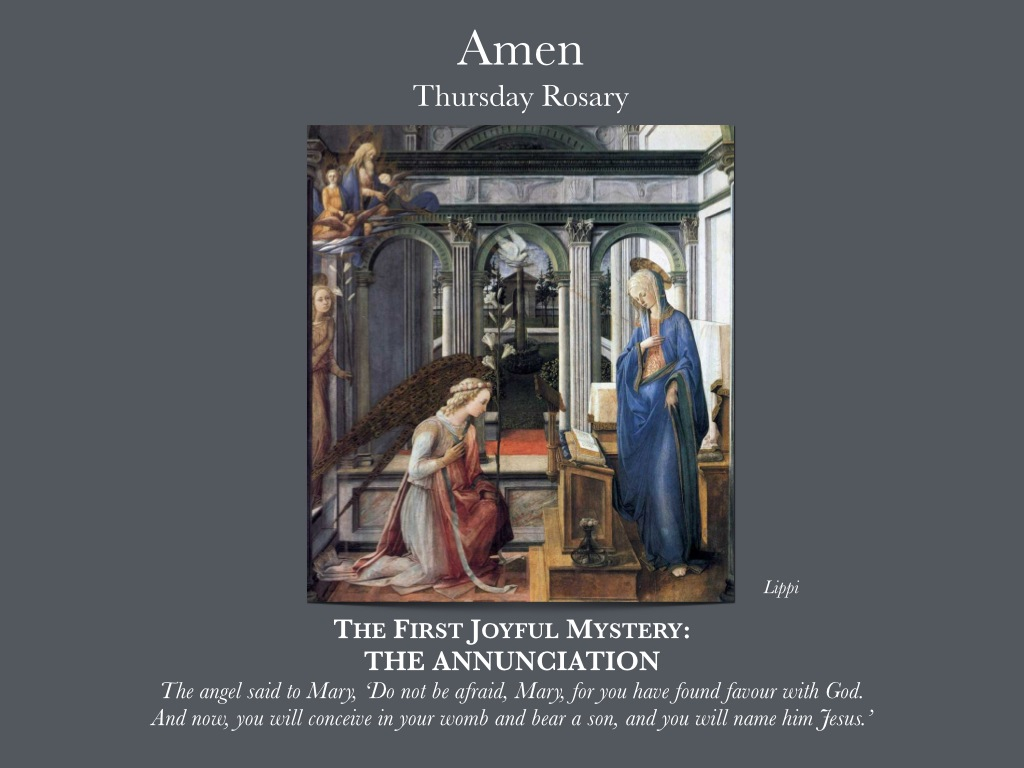 Amen
Thursday Rosary
Lippi
The First Joyful Mystery:
THE ANNUNCIATION
The angel said to Mary, ‘Do not be afraid, Mary, for you have found favour with God.
And now, you will conceive in your womb and bear a son, and you will name him Jesus.’